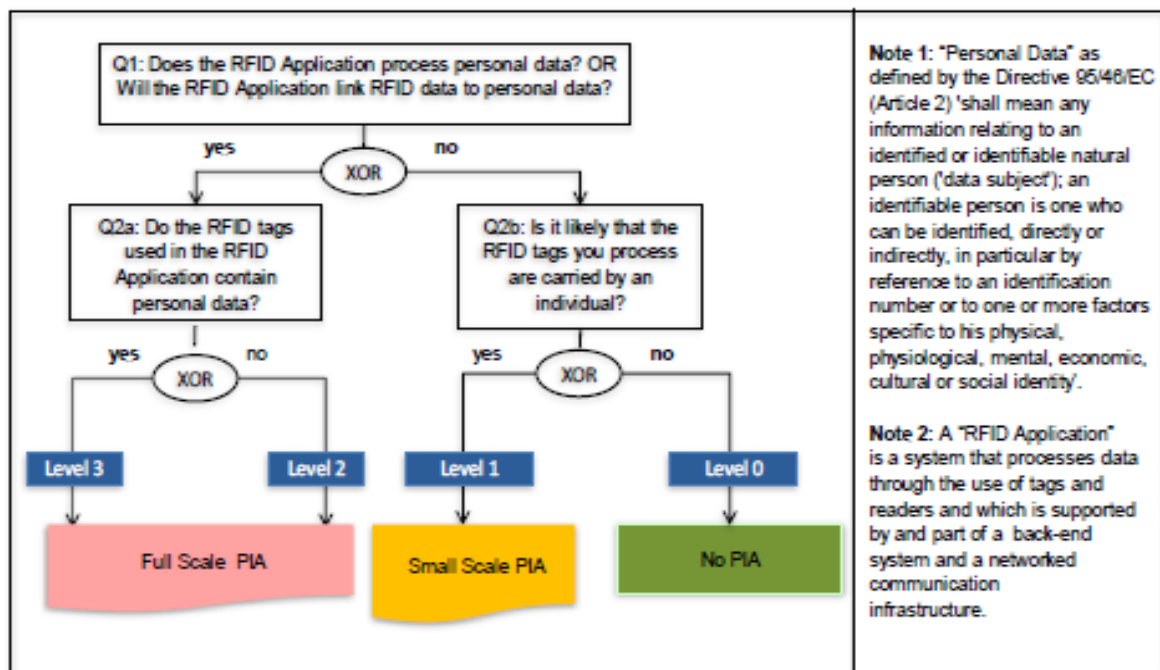 Q1: Does the RFID Application process personal data? OR
Will the RFID Application link RFID data to personal data?
yes
no
XOR
Q2a: Do the RFID tags
used in the RFID
Application contain
personal data?
Q2b: Is it likely that the
RFID tags you process
are carried by an
individual?
yes
no
XOR
yes
no
XOR
Level 3
Level 2
Level 1
Level 0
Full Scale PIA
Small Scale PIA
No PIA
Note 1: "Personal Data" as
defined by the Directive 95/46/EC
(Article 2) 'shall mean any
information relating to an
identified or identifiable natural
person ('data subject'); an
identifiable person is one who
can be identified, directly or
indirectly, in particular by
reference to an identification
number or to one or more factors
specific to his physical,
physiological, mental, economic,
cultural or social identity'.
Note 2: A "RFID Application"
is a system that processes data
through the use of tags and
readers and which is supported
by and part of a back-end
system and a networked
communication
infrastructure.